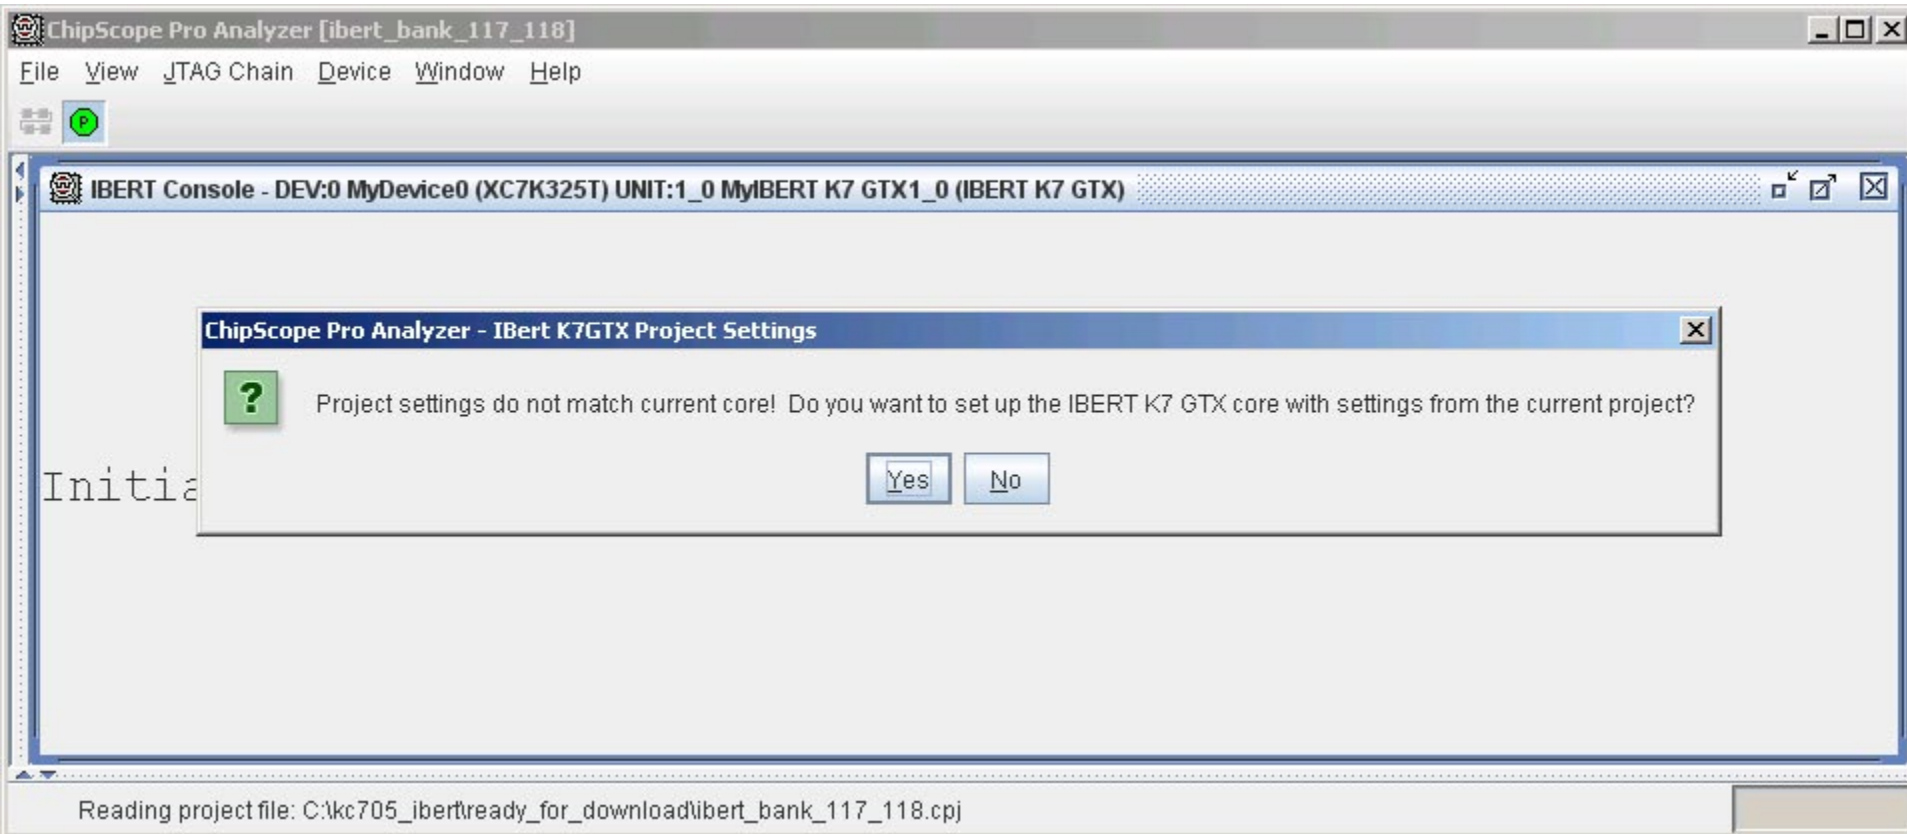 ChipScope Pro Analyzer [ibert_bank_117_118]
File View JTAG Chain Device Window Help
P
IBERT Console - DEV:0 MyDevice0 (XC7K325T) UNIT:1_0 MyIBERT K7 GTX1_0 (IBERT K7 GTX)
ChipScope Pro Analyzer - IBert K7GTX Project Settings
? Project settings do not match current core! Do you want to set up the IBERT K7 GTX core with settings from the current project?
Initia
Yes No
Reading project file: C:\kc705_ibert\ready_for_download\ibert_bank_117_118.cpj